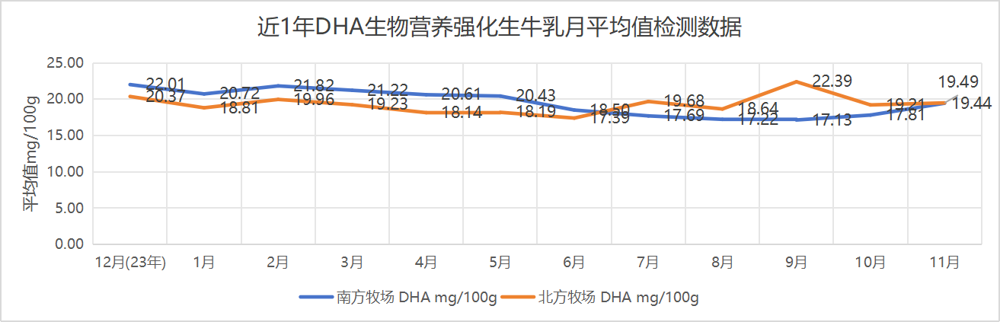 近1年DHA生物营养强化生牛乳月平均值检测数据
平均值mg/100g
25.00
20.00
15.00
10.00
5.00
0.00
22.01
20.72
21.82
21.22
20.61
20.43
18.50
17.69
17.22
17.13
17.81
19.44
20.37
18.81
19.96
19.23
18.14
18.19
17.39
19.68
18.64
22.39
19.21
19.49
12月(23年)
1月
2月
3月
4月
5月
6月
7月
8月
9月
10月
11月
南方牧场 DHA mg/100g
北方牧场 DHA mg/100g